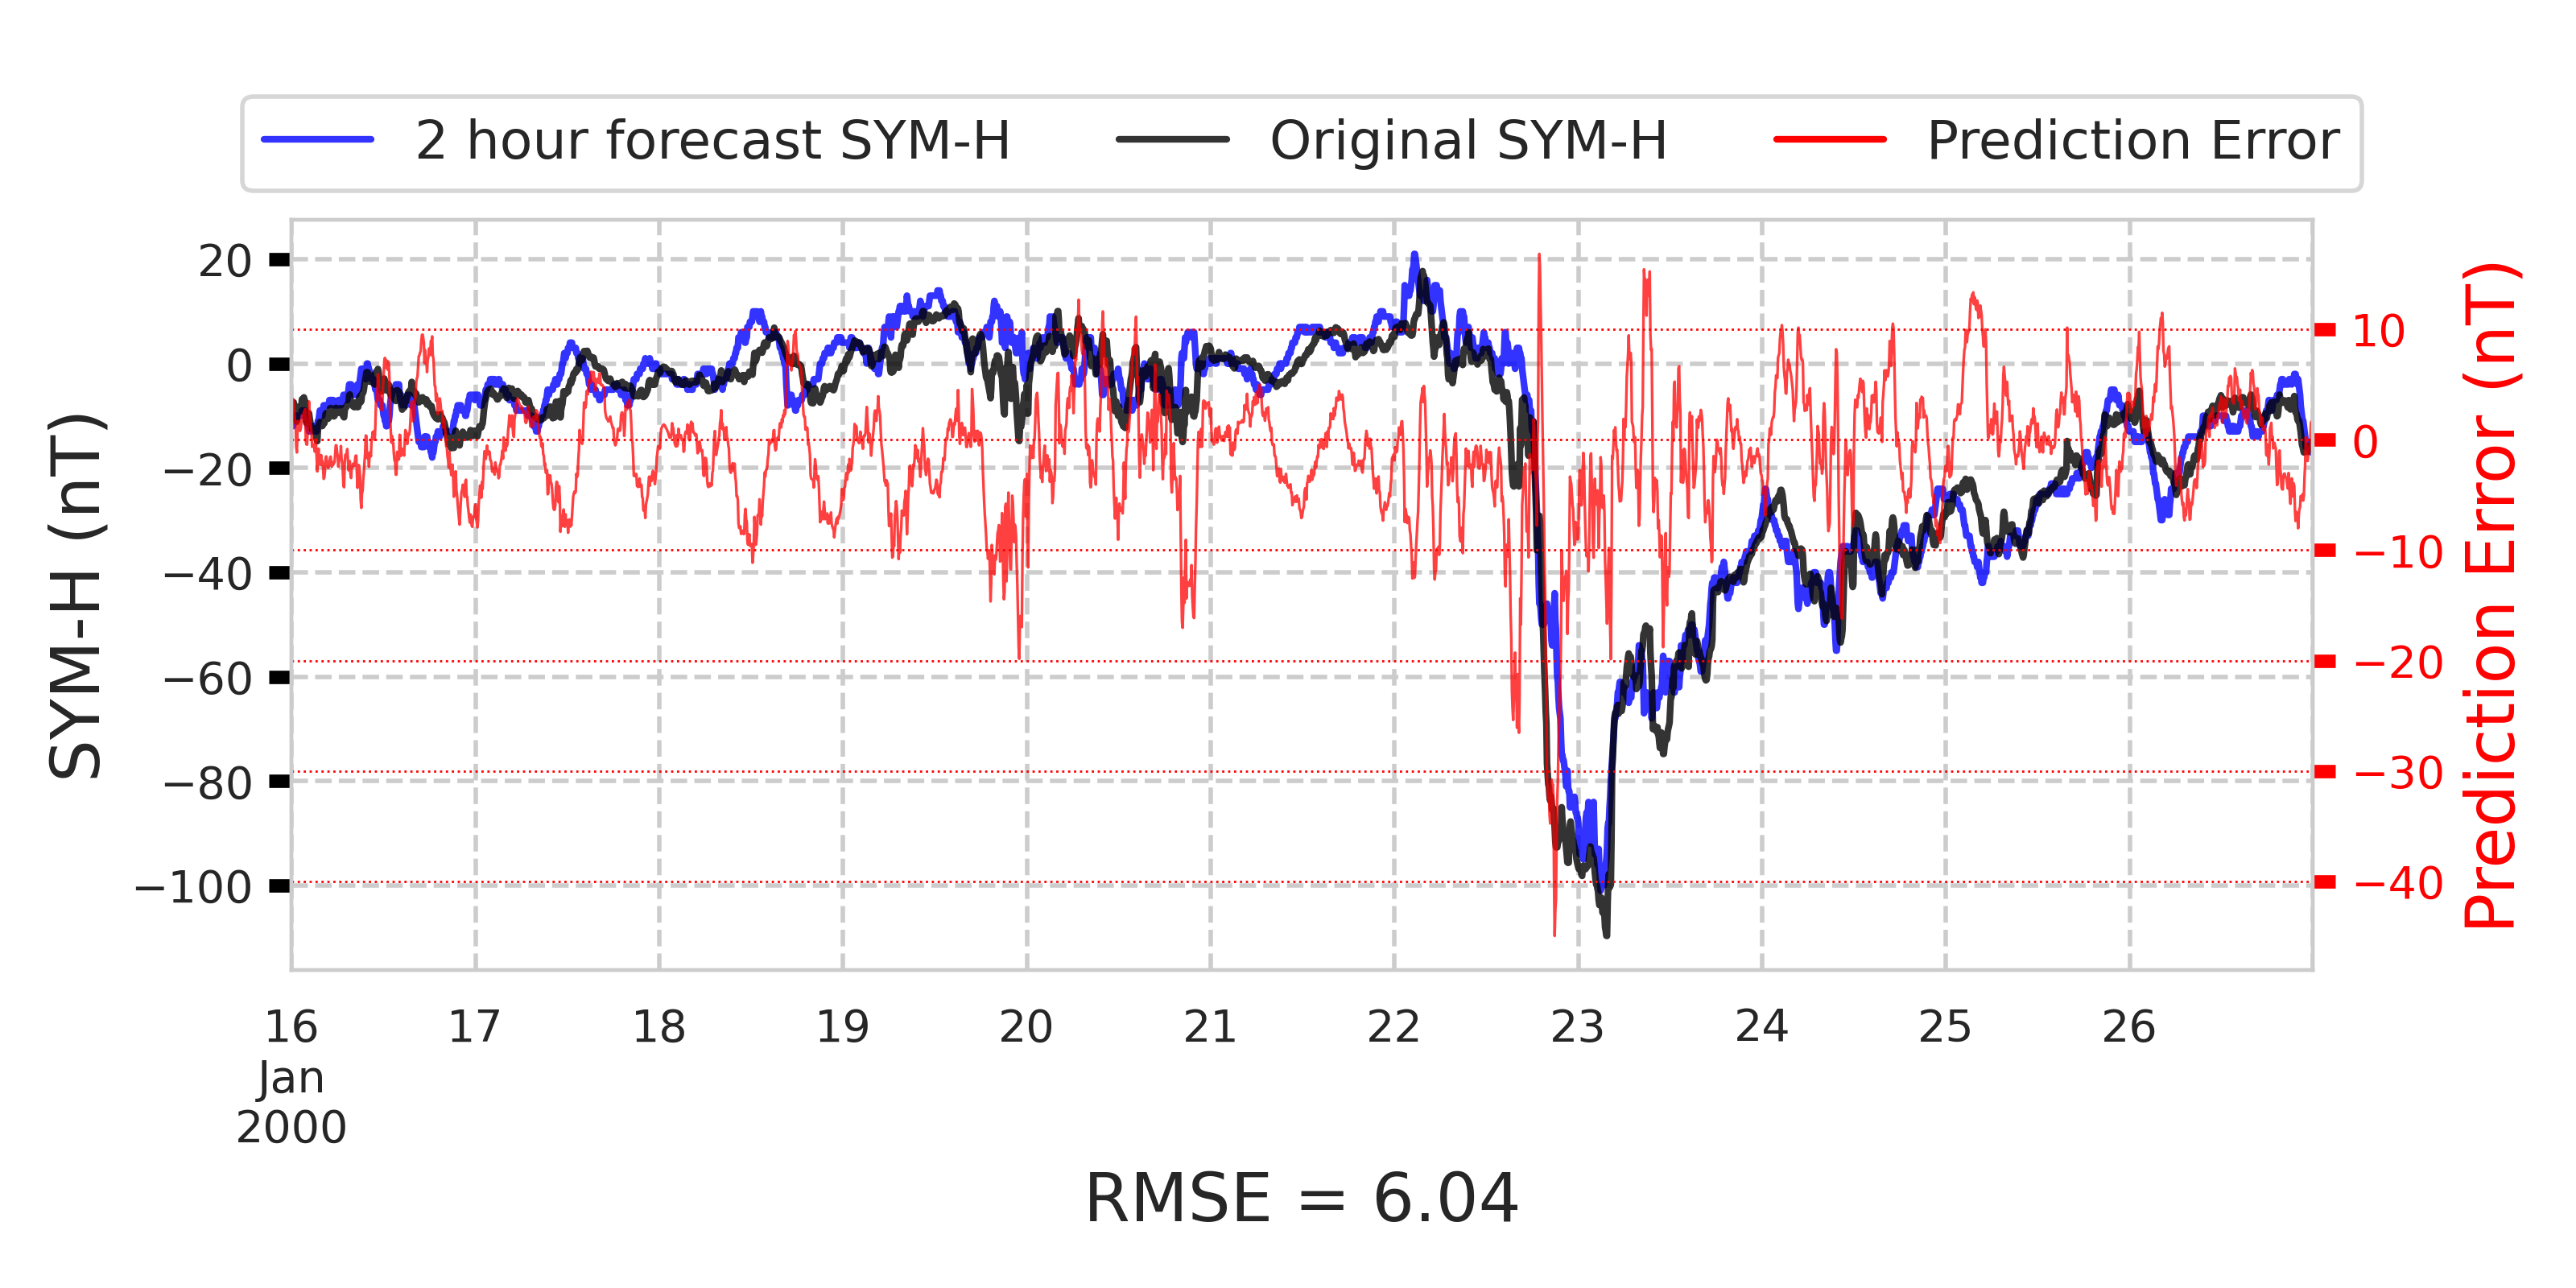 2 hour forecast SYM-H Original SYM-H Prediction Error
SYM-H (nT)
20
0
−20
−40
−60
−80
−100
10
0
−10
−20
−30
−40
Prediction Error (nT)
16 17 18 19 20 21 22 23 24 25 26
Jan
2000
RMSE = 6.04